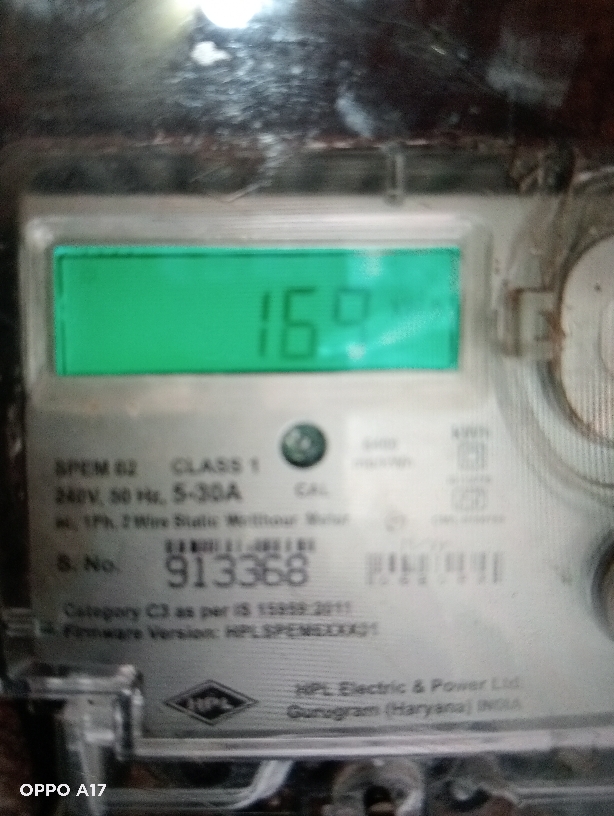 169
SPEM 02 CLASS 1
240V, 50 Hz, 5-30A
CAL
ac, 1Ph, 2 Wire Static Watthour Meter
S. No. 913368
Category C3 as per IS 15959:2011
Firmware Version:
HPL
HPL Electric & Power Ltd.
Gurugram (Haryana) INDIA
OPPO A17